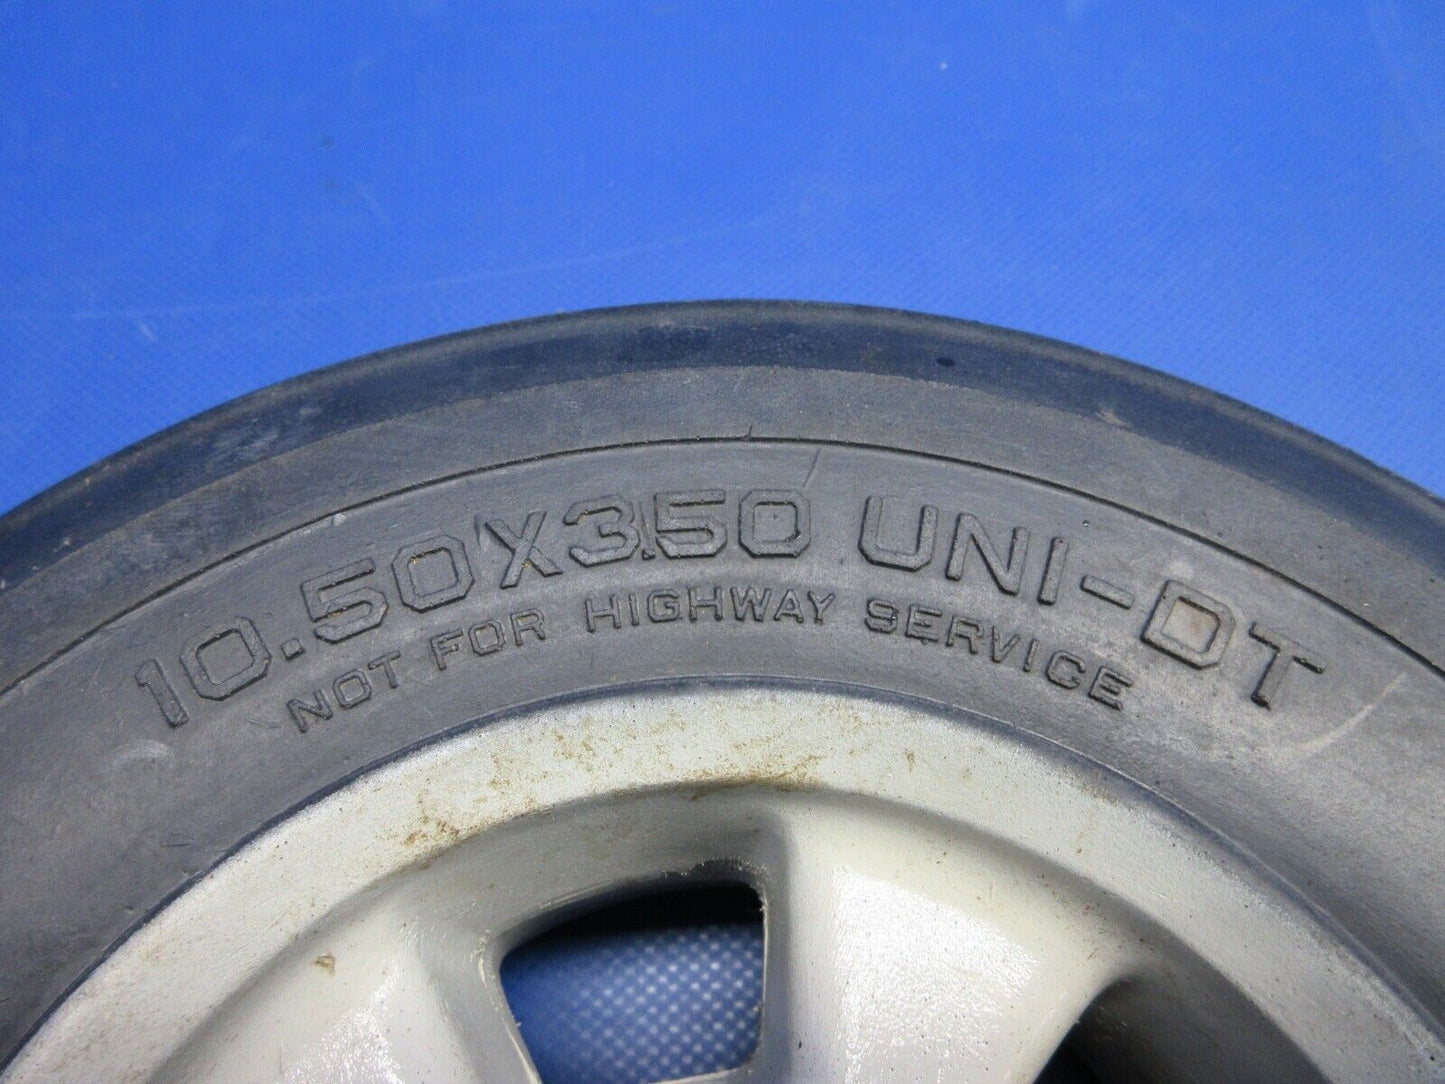 10.50X3.50 UNI-DT
NOT FOR HIGHWAY SERVICE